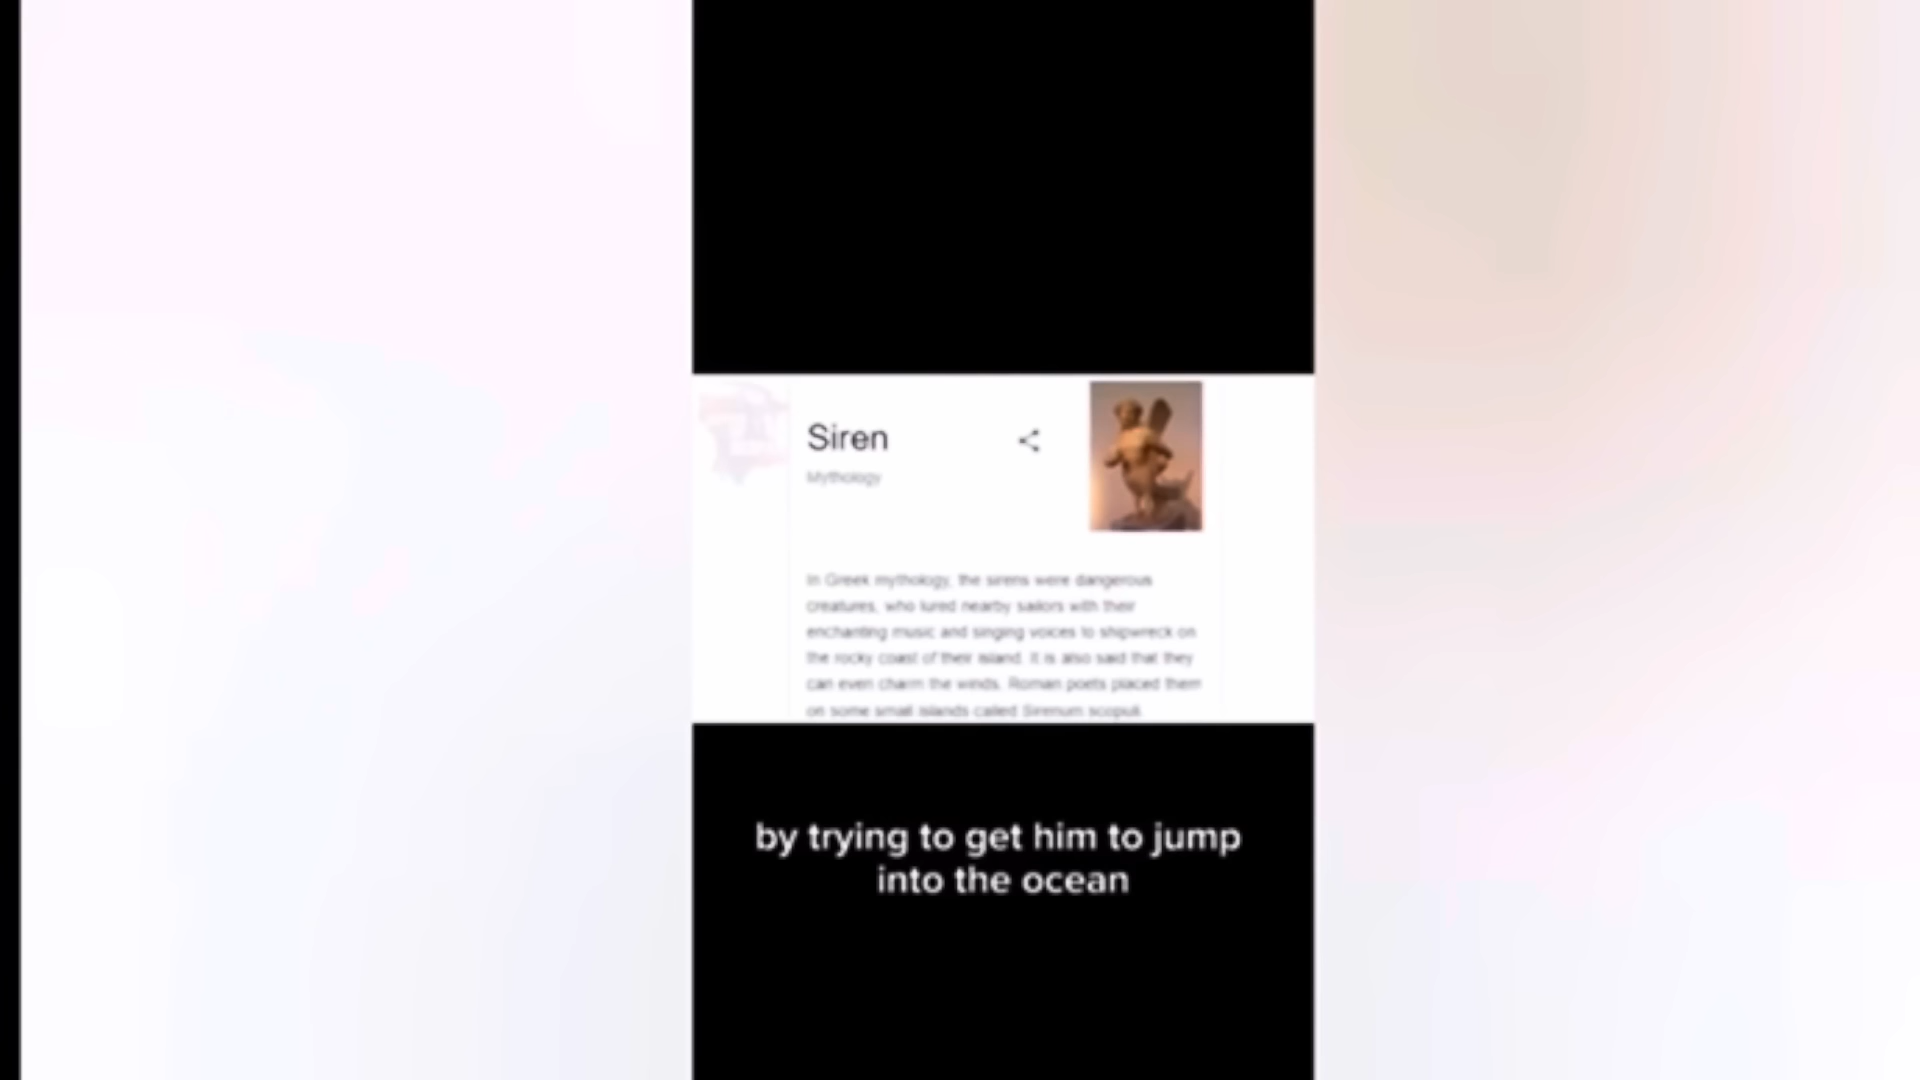 Siren
Mythology
In Greek mythology, the sirens were dangerous
creatures, who lured nearby sailors with their
enchanting music and singing voices to shipwreck on
the rocky coast of their island. It is also said that they
can even charm the winds. Roman poets placed them
on some small islands called Sirenum scopuli.
by trying to get him to jump
into the ocean